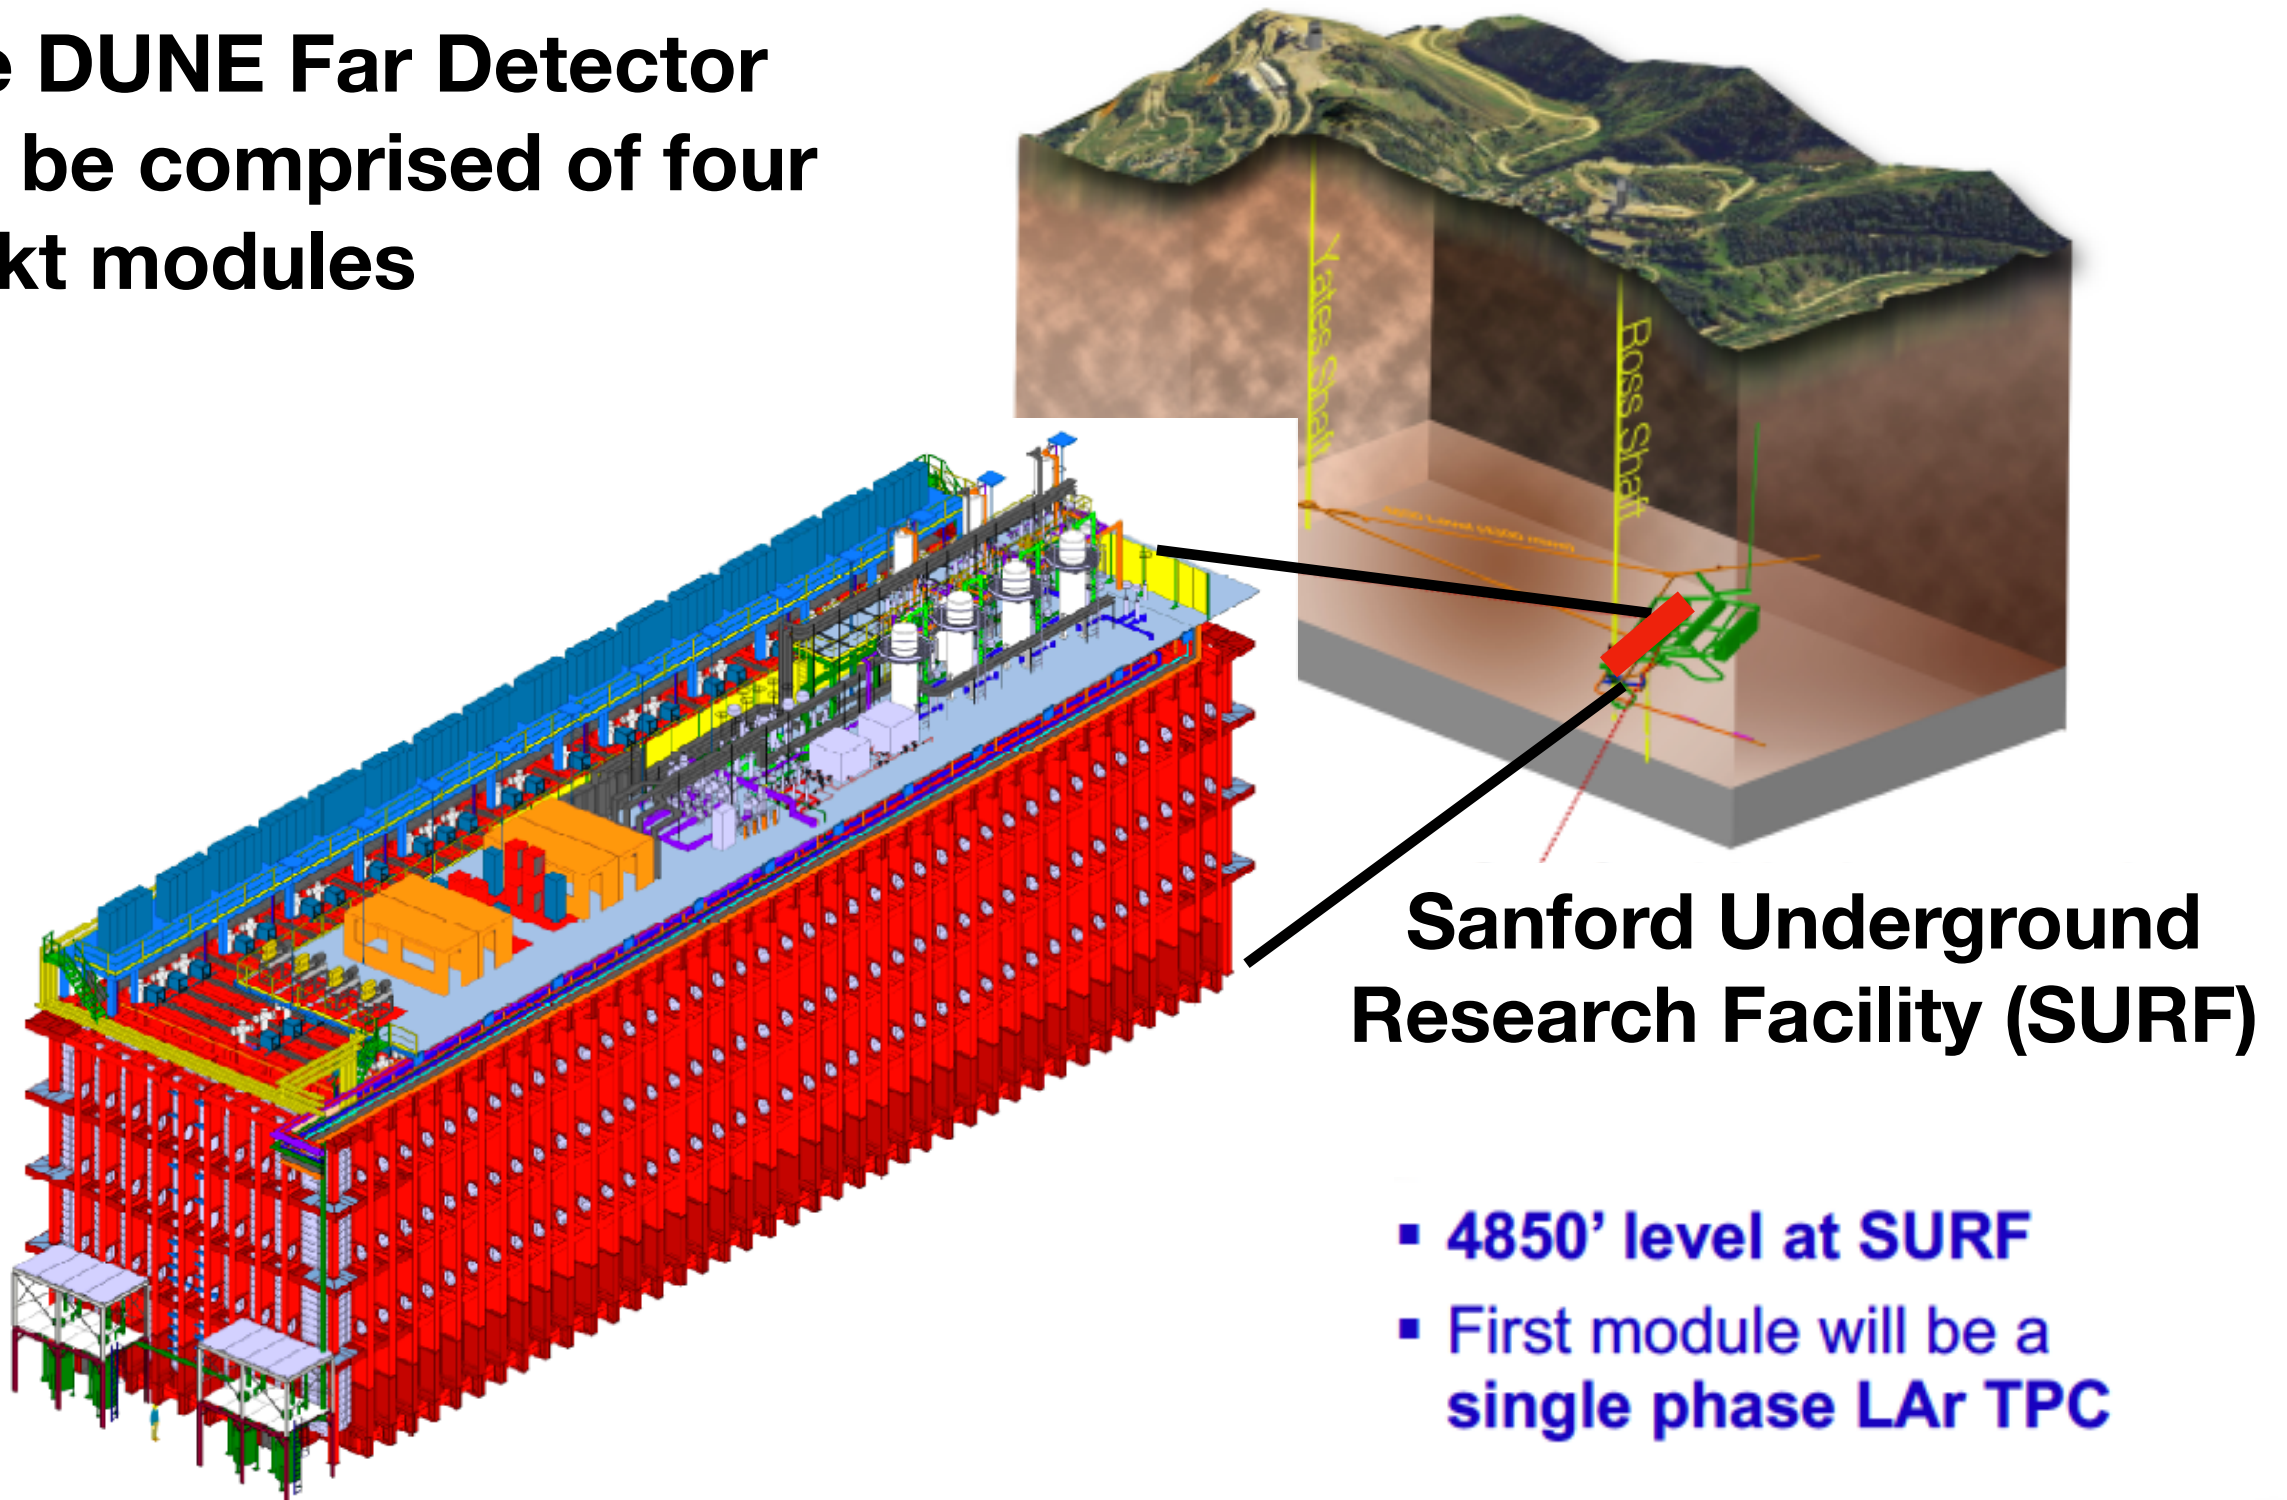 e DUNE Far Detector
be comprised of four
kt modules
Yates Shaft
Ross Shaft
Sanford Underground
Research Facility (SURF)
▪ 4850’ level at SURF
▪ First module will be a
single phase LAr TPC